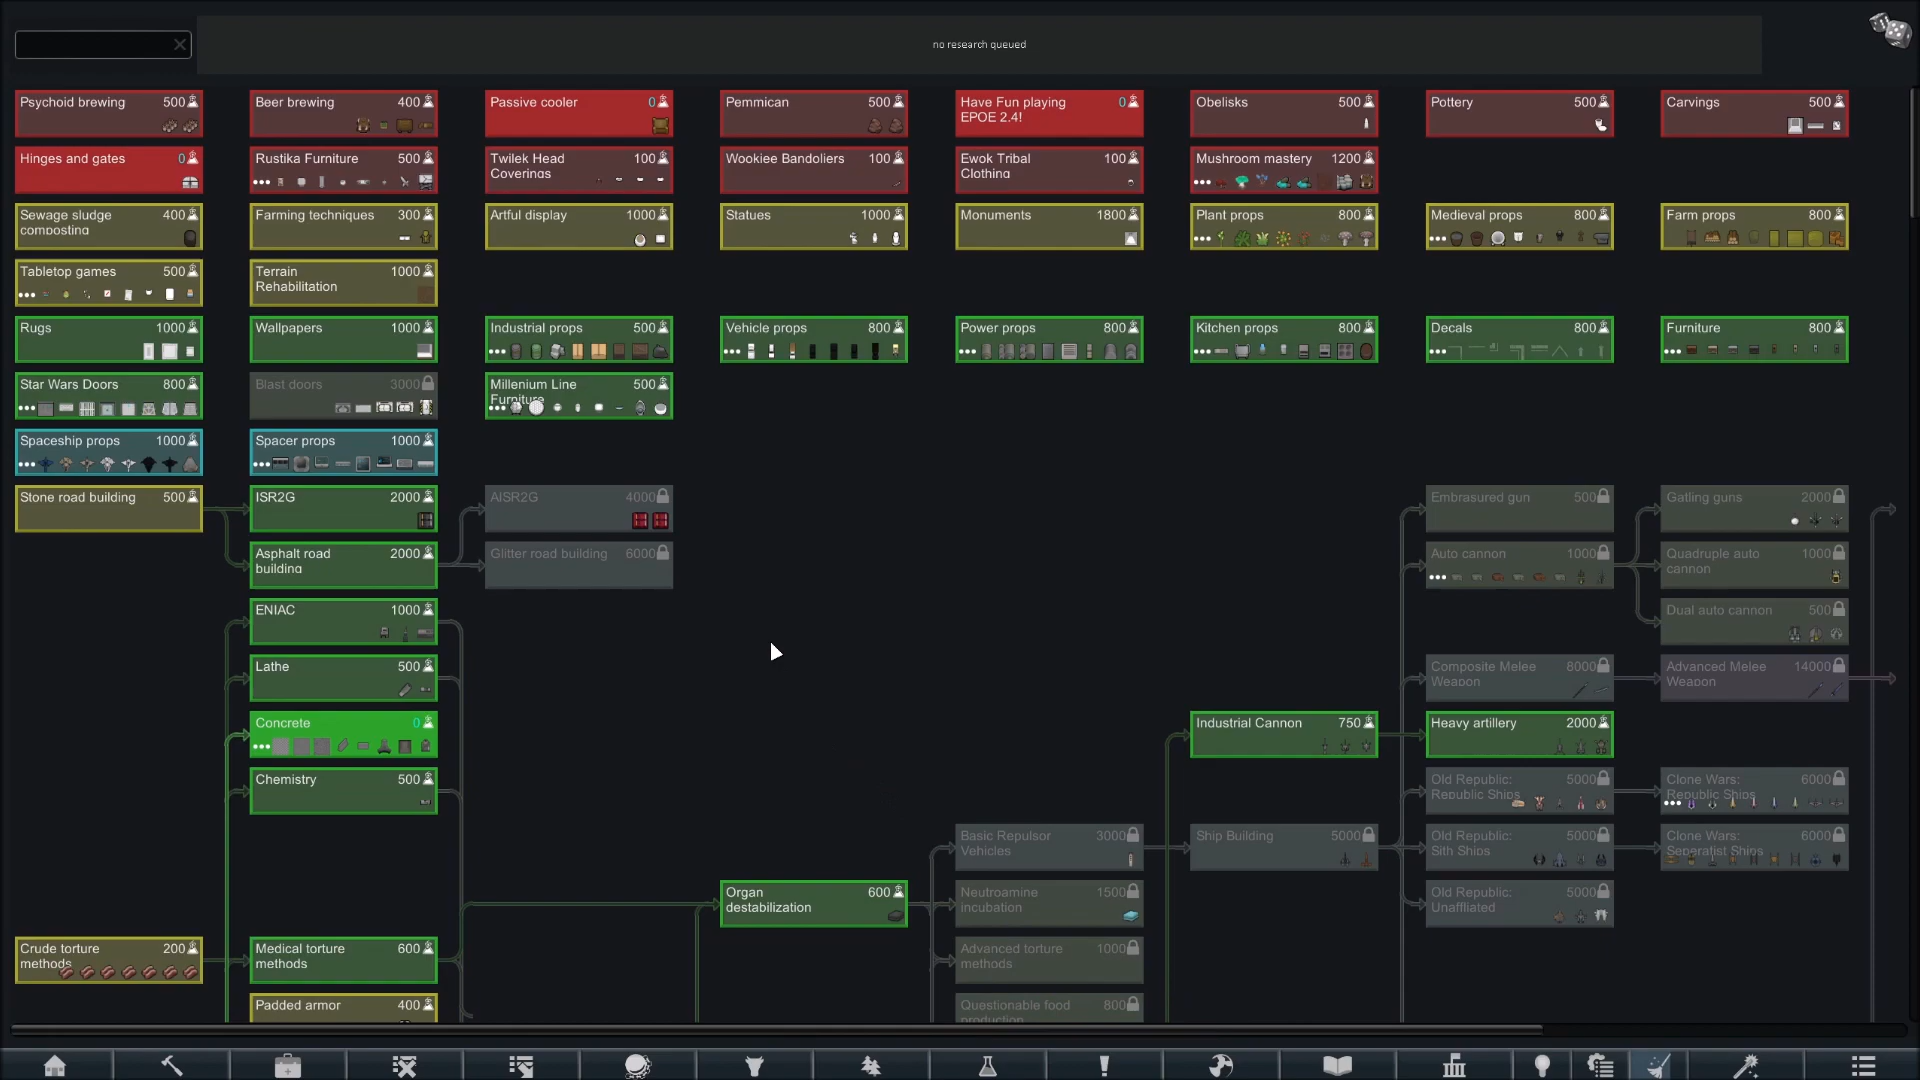 no research queued
Psychoid brewing 500
Beer brewing 400
Passive cooler 0
Pemmican 500
Have Fun playing 0
EPOE 2.4!
Obelisks 500
Pottery 500
Carvings 500
Hinges and gates 0
Rustika Furniture 500
Twilek Head 100
Coverings
Wookiee Bandoliers 100
Ewok Tribal 100
Clothing
Mushroom mastery 1200
Sewage sludge 400
composting
Farming techniques 300
Artful display 1000
Statues 1000
Monuments 1800
Plant props 800
Medieval props 800
Farm props 800
Tabletop games 500
Terrain 1000
Rehabilitation
Rugs 1000
Wallpapers 1000
Industrial props 500
Vehicle props 800
Power props 800
Kitchen props 800
Decals 800
Furniture 800
Star Wars Doors 800
Blast doors 3000
Millenium Line 500
Furniture
Spaceship props 1000
Spacer props 1000
Stone road building 500
ISR2G 2000
AISR2G 4000
Embrasured gun 500
Gatling guns 2000
Asphalt road 2000
building
Glitter road building 6000
Auto cannon 1000
Quadruple auto 1000
cannon
ENIAC 1000
Dual auto cannon 500
Lathe 500
Composite Melee 8000
Weapon
Advanced Melee 14000
Weapon
Concrete 0
Industrial Cannon 750
Heavy artillery 2000
Chemistry 500
Old Republic: 5000
Republic Ships
Clone Wars: 6000
Republic Ships
Basic Repulsor 3000
Vehicles
Ship Building 5000
Old Republic: 5000
Sith Ships
Clone Wars: 6000
Seperatist Ships
Organ 600
destabilization
Neutroamine 1500
incubation
Old Republic: 5000
Unaffliated
Crude torture 200
methods
Medical torture 600
methods
Advanced torture 1000
methods
Padded armor 400
Questionable food 800
production